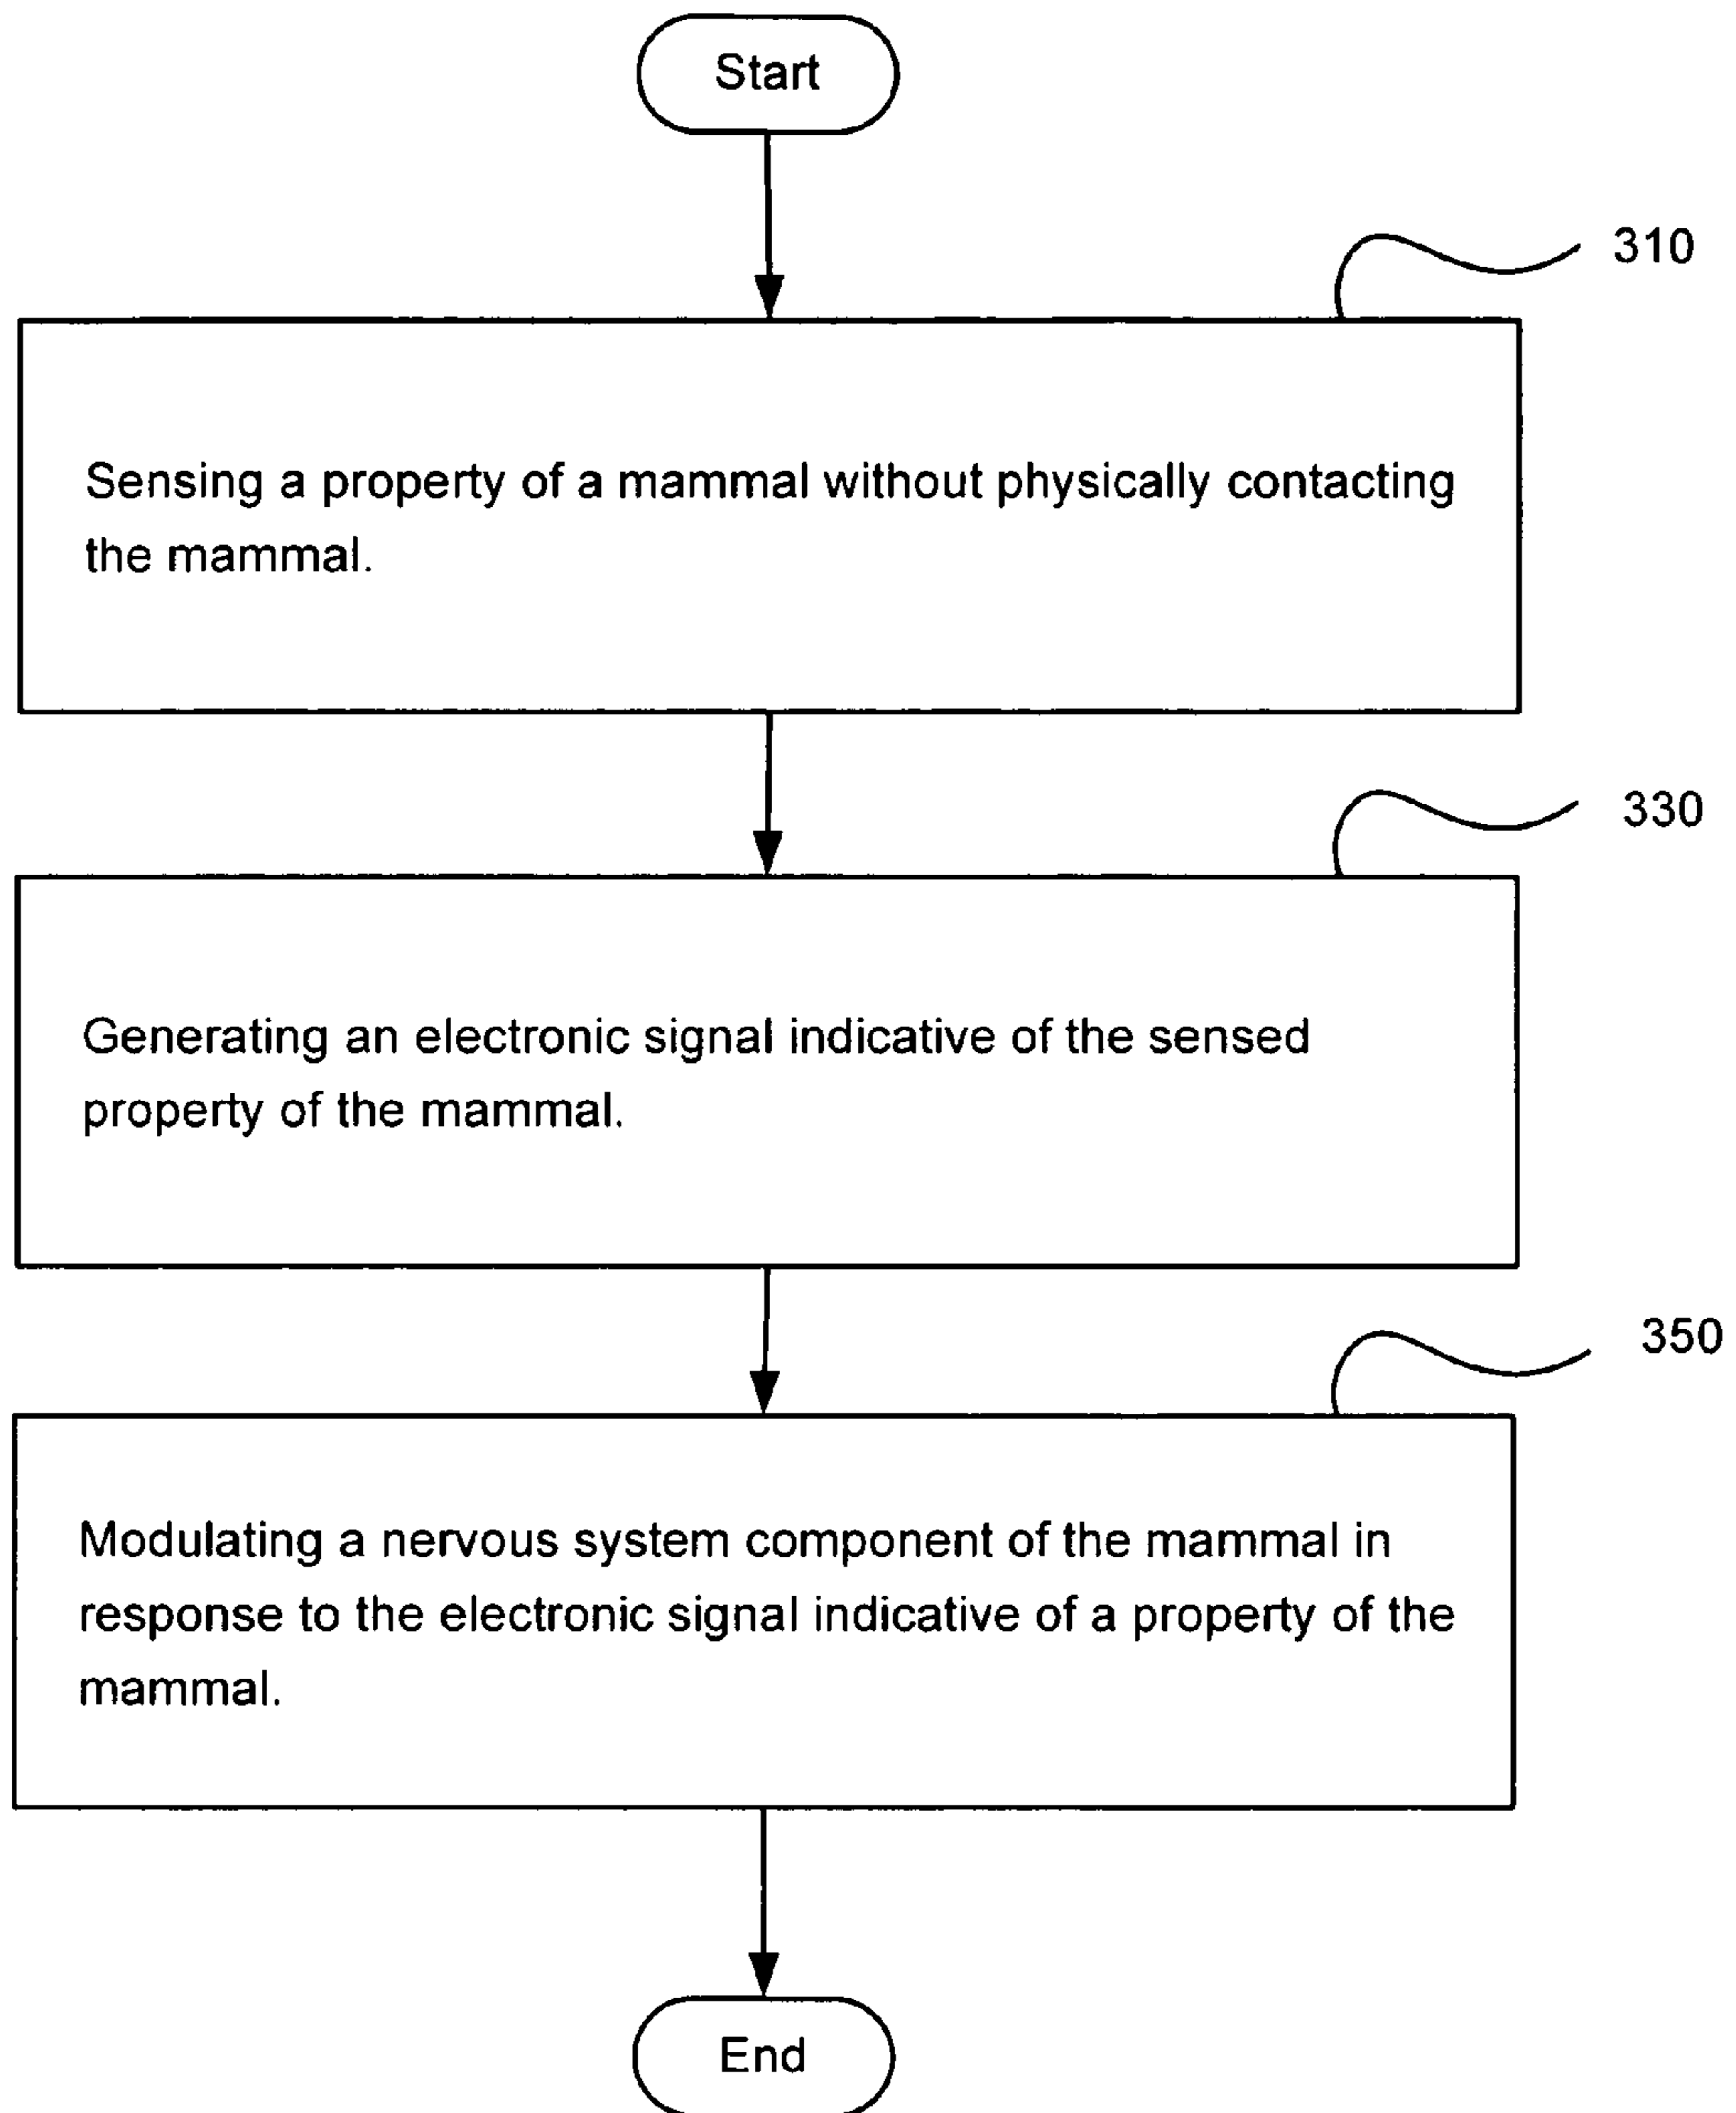 Start
310
Sensing a property of a mammal without physically contacting
the mammal.
330
Generating an electronic signal indicative of the sensed
property of the mammal.
350
Modulating a nervous system component of the mammal in
response to the electronic signal indicative of a property of the
mammal.
End